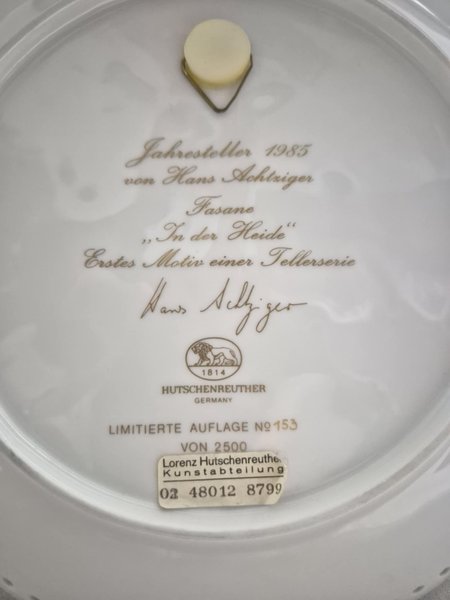 Jahresteller 1985
von Hans Achtziger
Fasane
„In der Heide“
Erstes Motiv einer Tellerserie
Hans Achtziger
1814
HUTSCHENREUTHER
GERMANY
LIMITIERTE AUFLAGE No 153
VON 2500
Lorenz Hutschenreuthe
Kunstabteilung
02 48012 8799